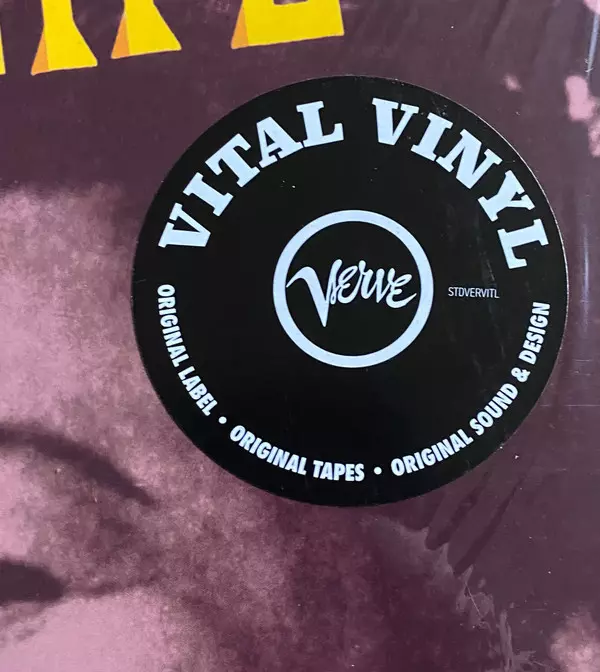 VITAL VINYL
Verve
STDVERVITL
ORIGINAL LABEL • ORIGINAL TAPES • ORIGINAL SOUND & DESIGN